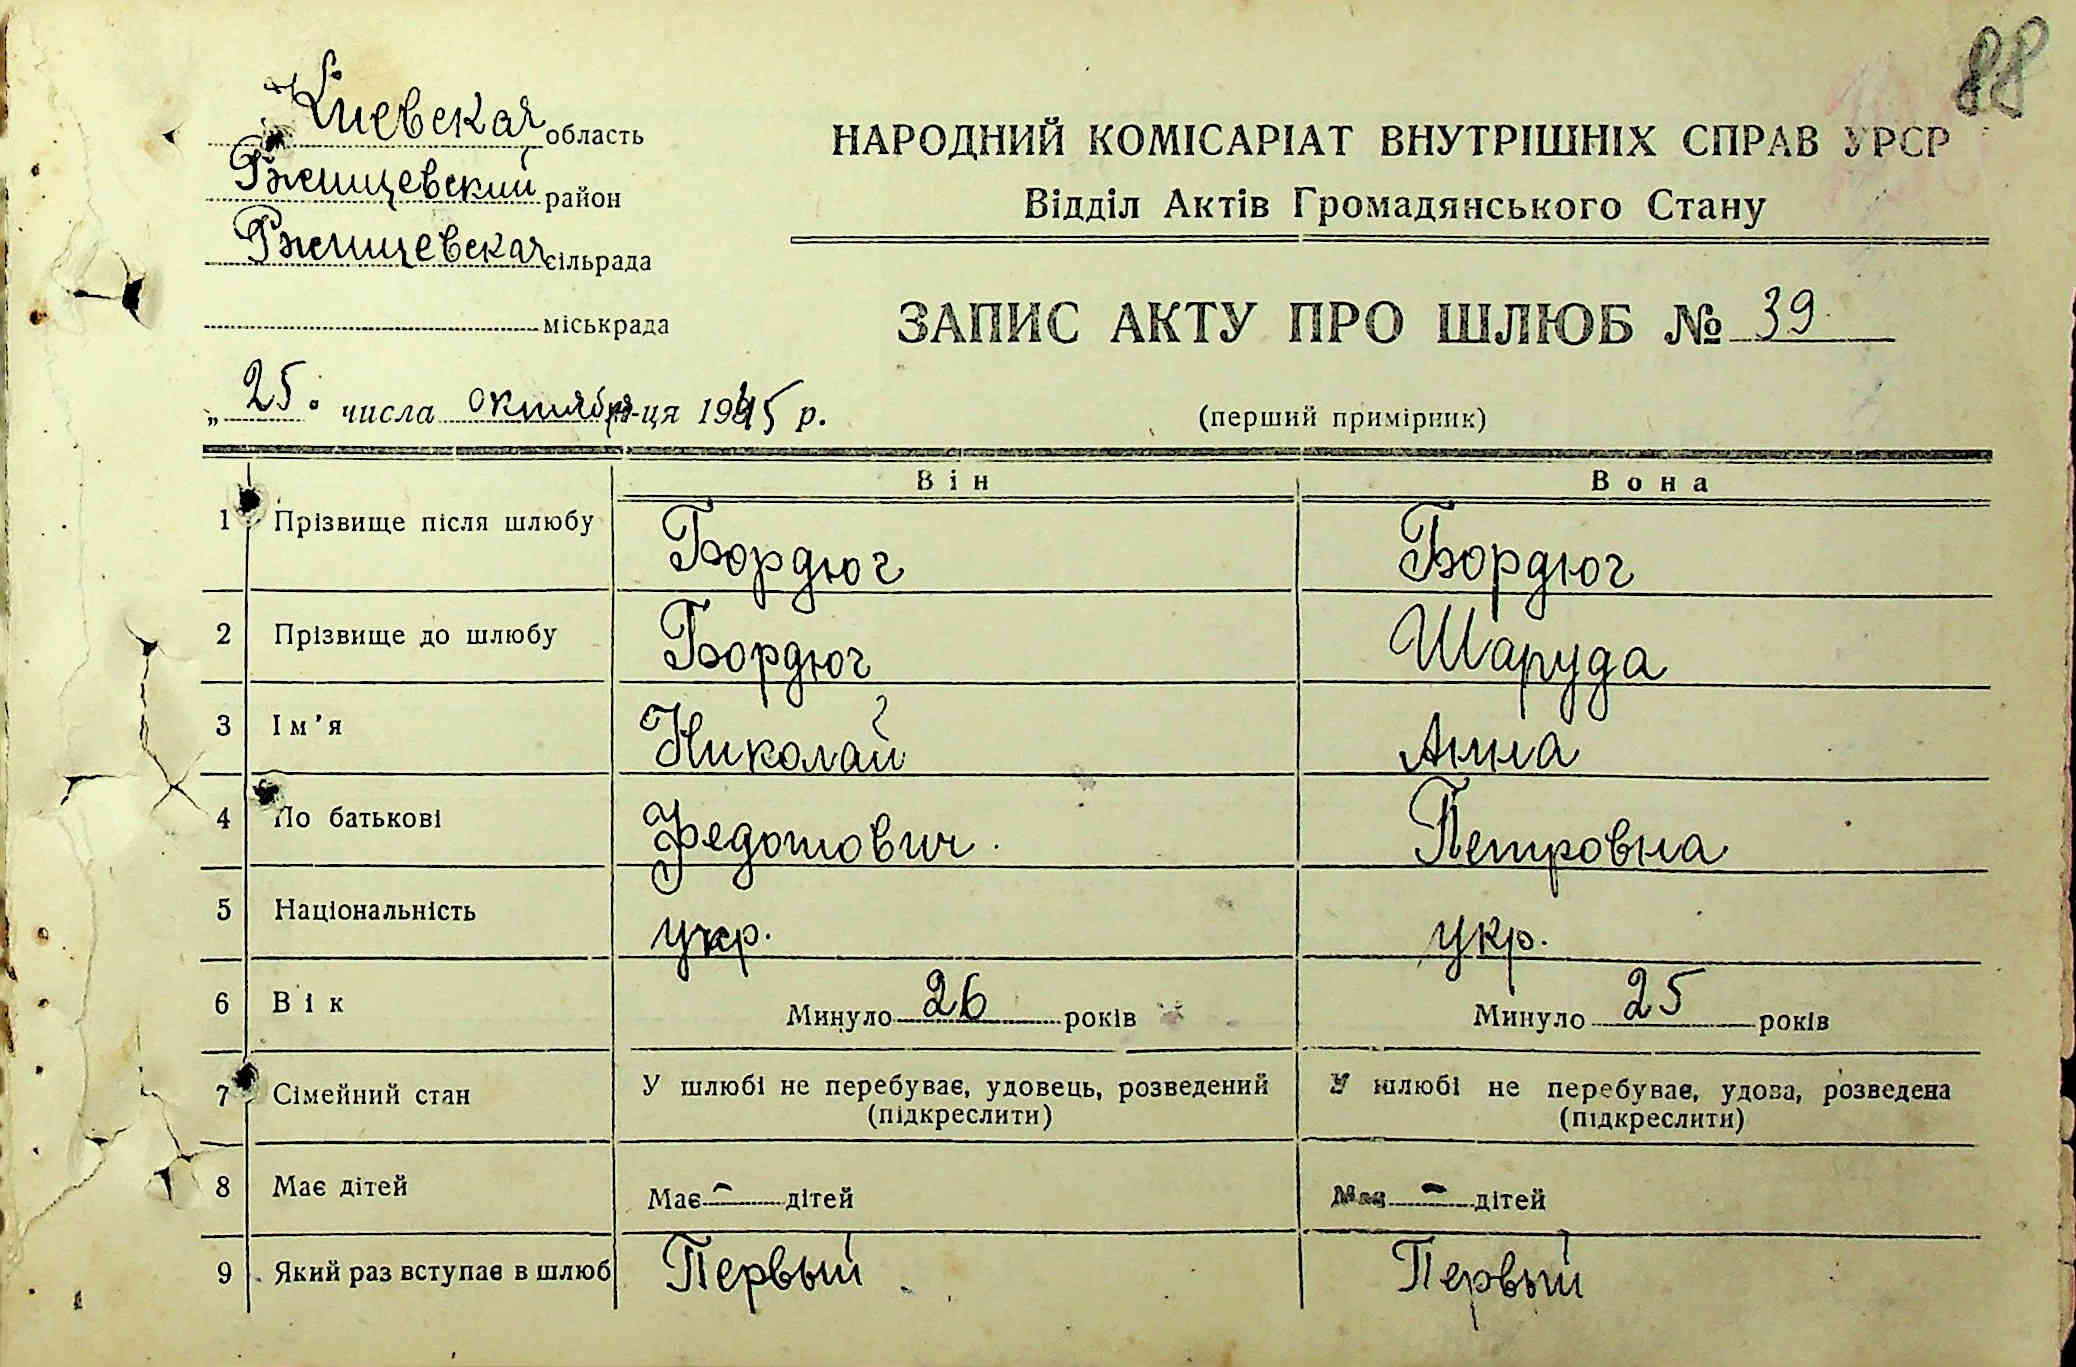 88
Киевская область
Ржищевский район
Ржищевская сільрада
міськрада
НАРОДНИЙ КОМІСАРІАТ ВНУТРІШНІХ СПРАВ УРСР
Відділ Актів Громадянського Стану
ЗАПИС АКТУ ПРО ШЛЮБ № 39
„25" числа октября-ця 1945 р.
(перший примірник)
Він Вона
1 Прізвище після шлюбу Бордюг Бордюг
2 Прізвище до шлюбу Бордюг Шаруда
3 Ім'я Николай Анна
4 По батькові Федотович Петровна
5 Національність укр. укр.
6 Вік Минуло 26 років Минуло 25 років
7 Сімейний стан У шлюбі не перебуває, удовець, розведений (підкреслити) У шлюбі не перебуває, удова, розведена (підкреслити)
8 Має дітей Має - дітей Має - дітей
9 Який раз вступає в шлюб Первый Первый